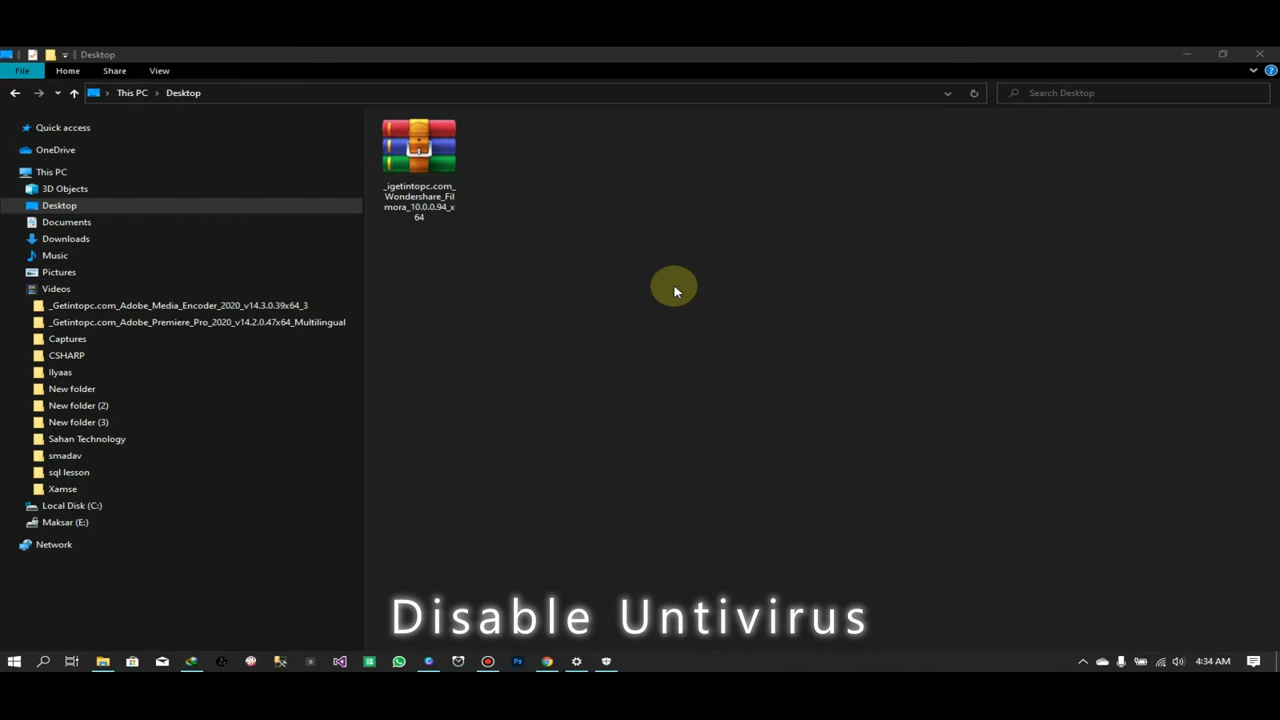 Desktop
File Home Share View
This PC Desktop Search Desktop
Quick access
OneDrive
This PC
3D Objects
Desktop
Documents
Downloads
Music
Pictures
Videos
_Getintopc.com_Adobe_Media_Encoder_2020_v14.3.0.39x64_3
_Getintopc.com_Adobe_Premiere_Pro_2020_v14.2.0.47x64_Multilingual
Captures
CSHARP
Ilyaas
New folder
New folder (2)
New folder (3)
Sahan Technology
smadav
sql lesson
Xamse
Local Disk (C:)
Maksar (E:)
Network
_igetintopc.com_
Wondershare_Fil
mora_10.0.0.94_x
64
Disable Untivirus
4:34 AM